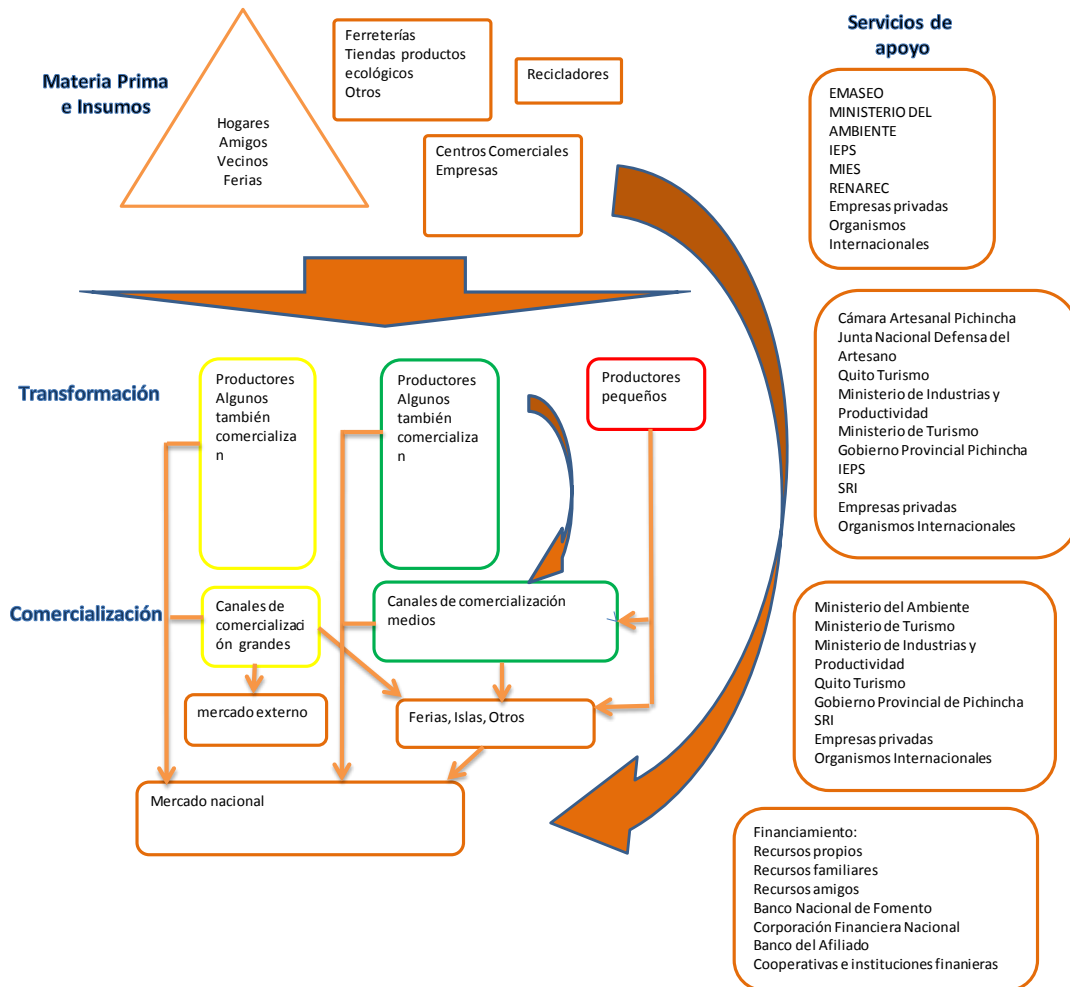 Materia Prima
e Insumos
Hogares
Amigos
Vecinos
Ferias
Ferreterías
Tiendas productos
ecológicos
Otros
Recicladores
Centros Comerciales
Empresas
Servicios de
apoyo
EMASEO
MINISTERIO DEL
AMBIENTE
IEPS
MIES
RENAREC
Empresas privadas
Organismos
Internacionales
Transformación
Productores
Algunos
también
comercializa
n
Productores
Algunos
también
comercializa
n
Productores
pequeños
Cámara Artesanal Pichincha
Junta Nacional Defensa del
Artesano
Quito Turismo
Ministerio de Industrias y
Productividad
Ministerio de Turismo
Gobierno Provincial Pichincha
IEPS
SRI
Empresas privadas
Organismos Internacionales
Comercialización
Canales de
comercializaci
ón grandes
Canales de comercialización
medios
mercado externo
Ferias, Islas, Otros
Mercado nacional
Ministerio del Ambiente
Ministerio de Turismo
Ministerio de Industrias y
Productividad
Quito Turismo
Gobierno Provincial de Pichincha
SRI
Empresas privadas
Organismos Internacionales
Financiamiento:
Recursos propios
Recursos familiares
Recursos amigos
Banco Nacional de Fomento
Corporación Financiera Nacional
Banco del Afiliado
Cooperativas e instituciones finanieras